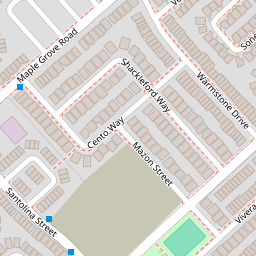 Maple Grove Road
Shackleford Way
Warmstone Drive
Cento Way
Mazon Street
Santolina Street